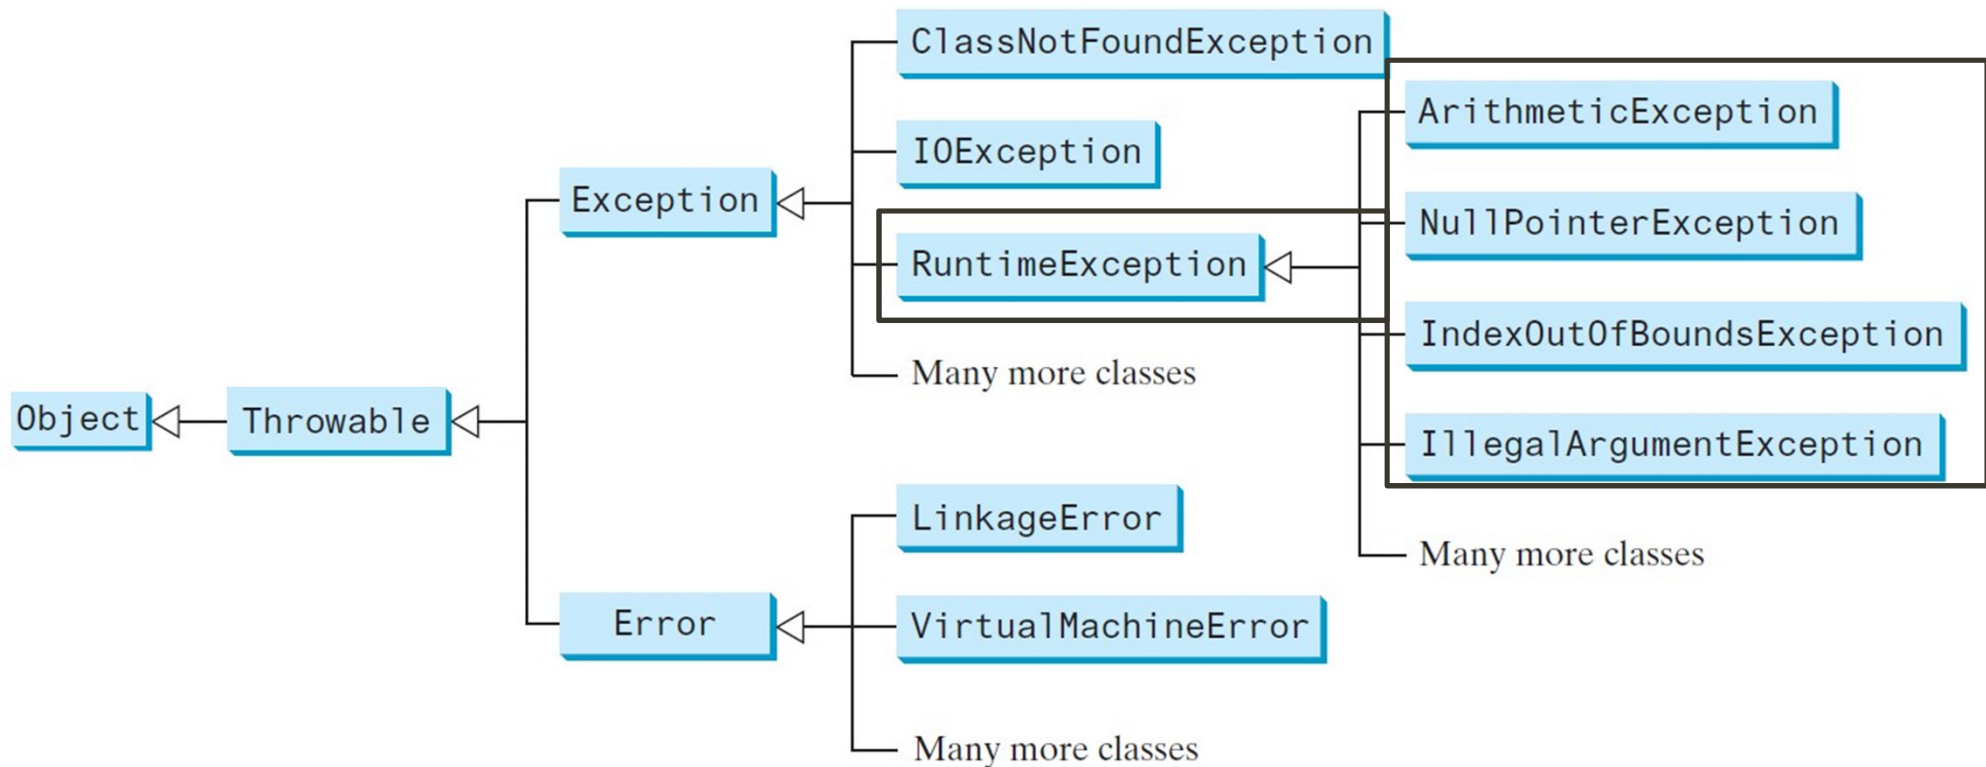 Object
Throwable
Exception
ClassNotFoundException
IOException
RuntimeException
Many more classes
ArithmeticException
NullPointerException
IndexOutOfBoundsException
IllegalArgumentException
Many more classes
Error
LinkageError
VirtualMachineError
Many more classes